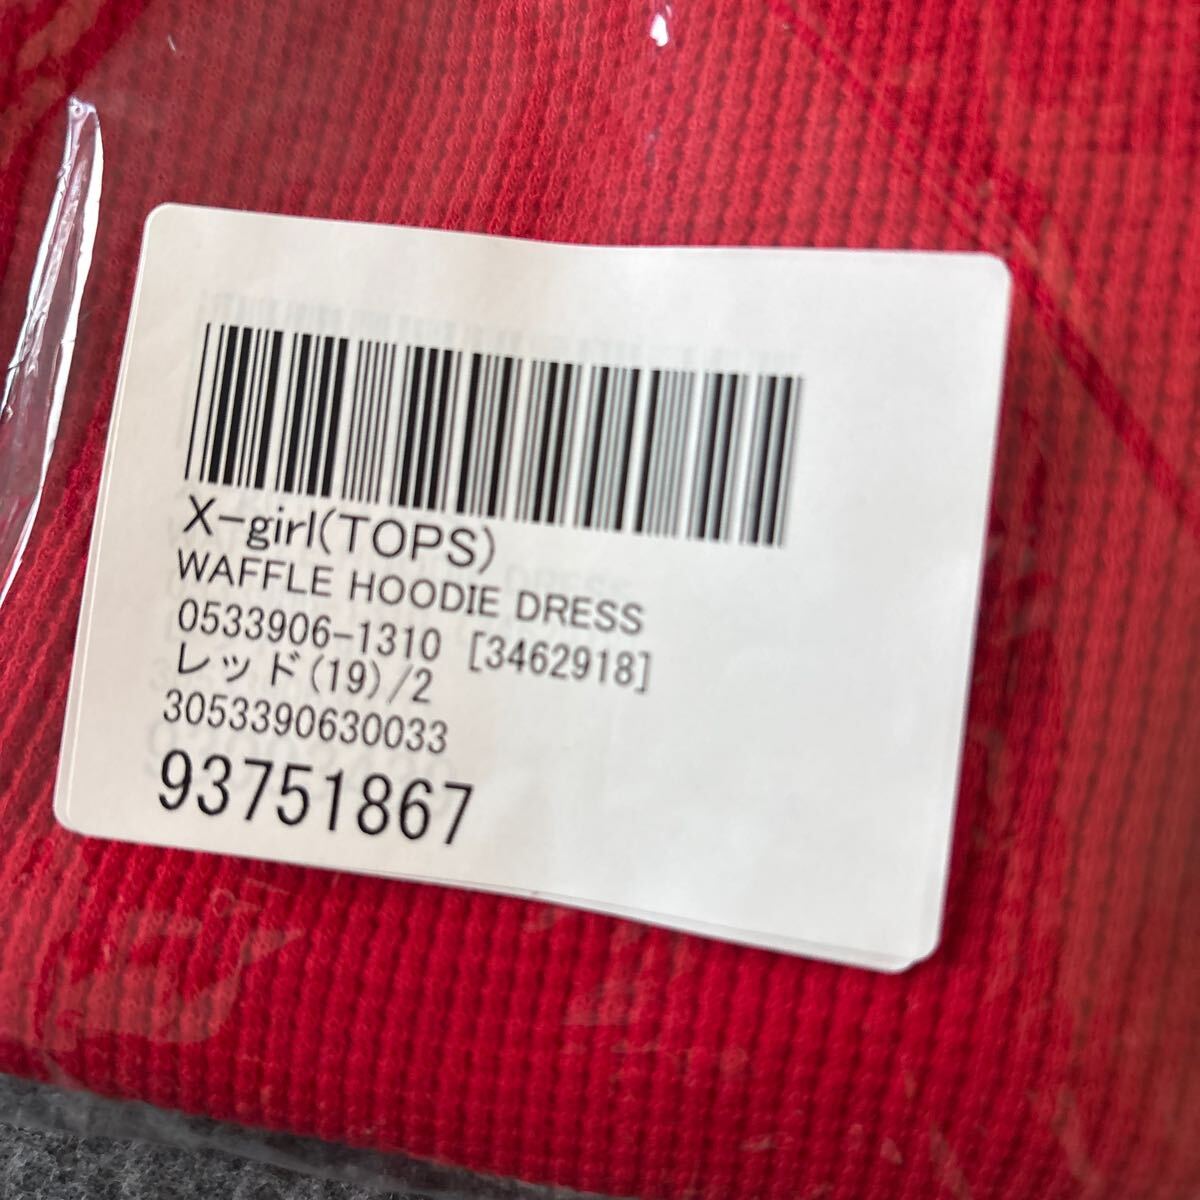 X-girl(TOPS)
WAFFLE HOODIE DRESS
0533906-1310 [3462918]
レッド(19)/2
3053390630033
93751867